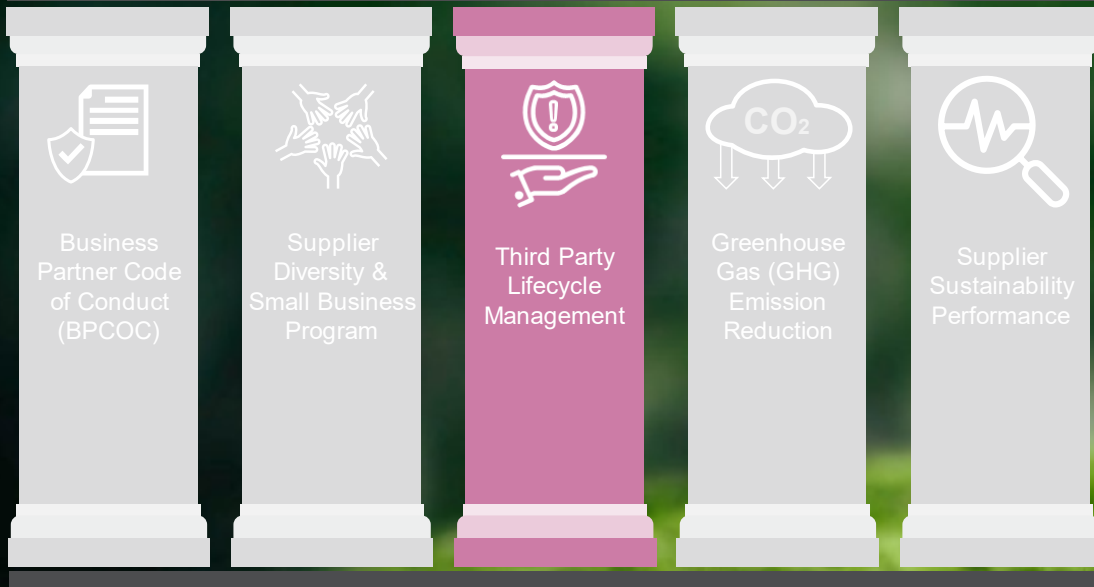 Business
Partner Code
of Conduct
(BPCOC)
Supplier
Diversity &
Small Business
Program
!
Third Party
Lifecycle
Management
CO2
Greenhouse
Gas (GHG)
Emission
Reduction
Supplier
Sustainability
Performance